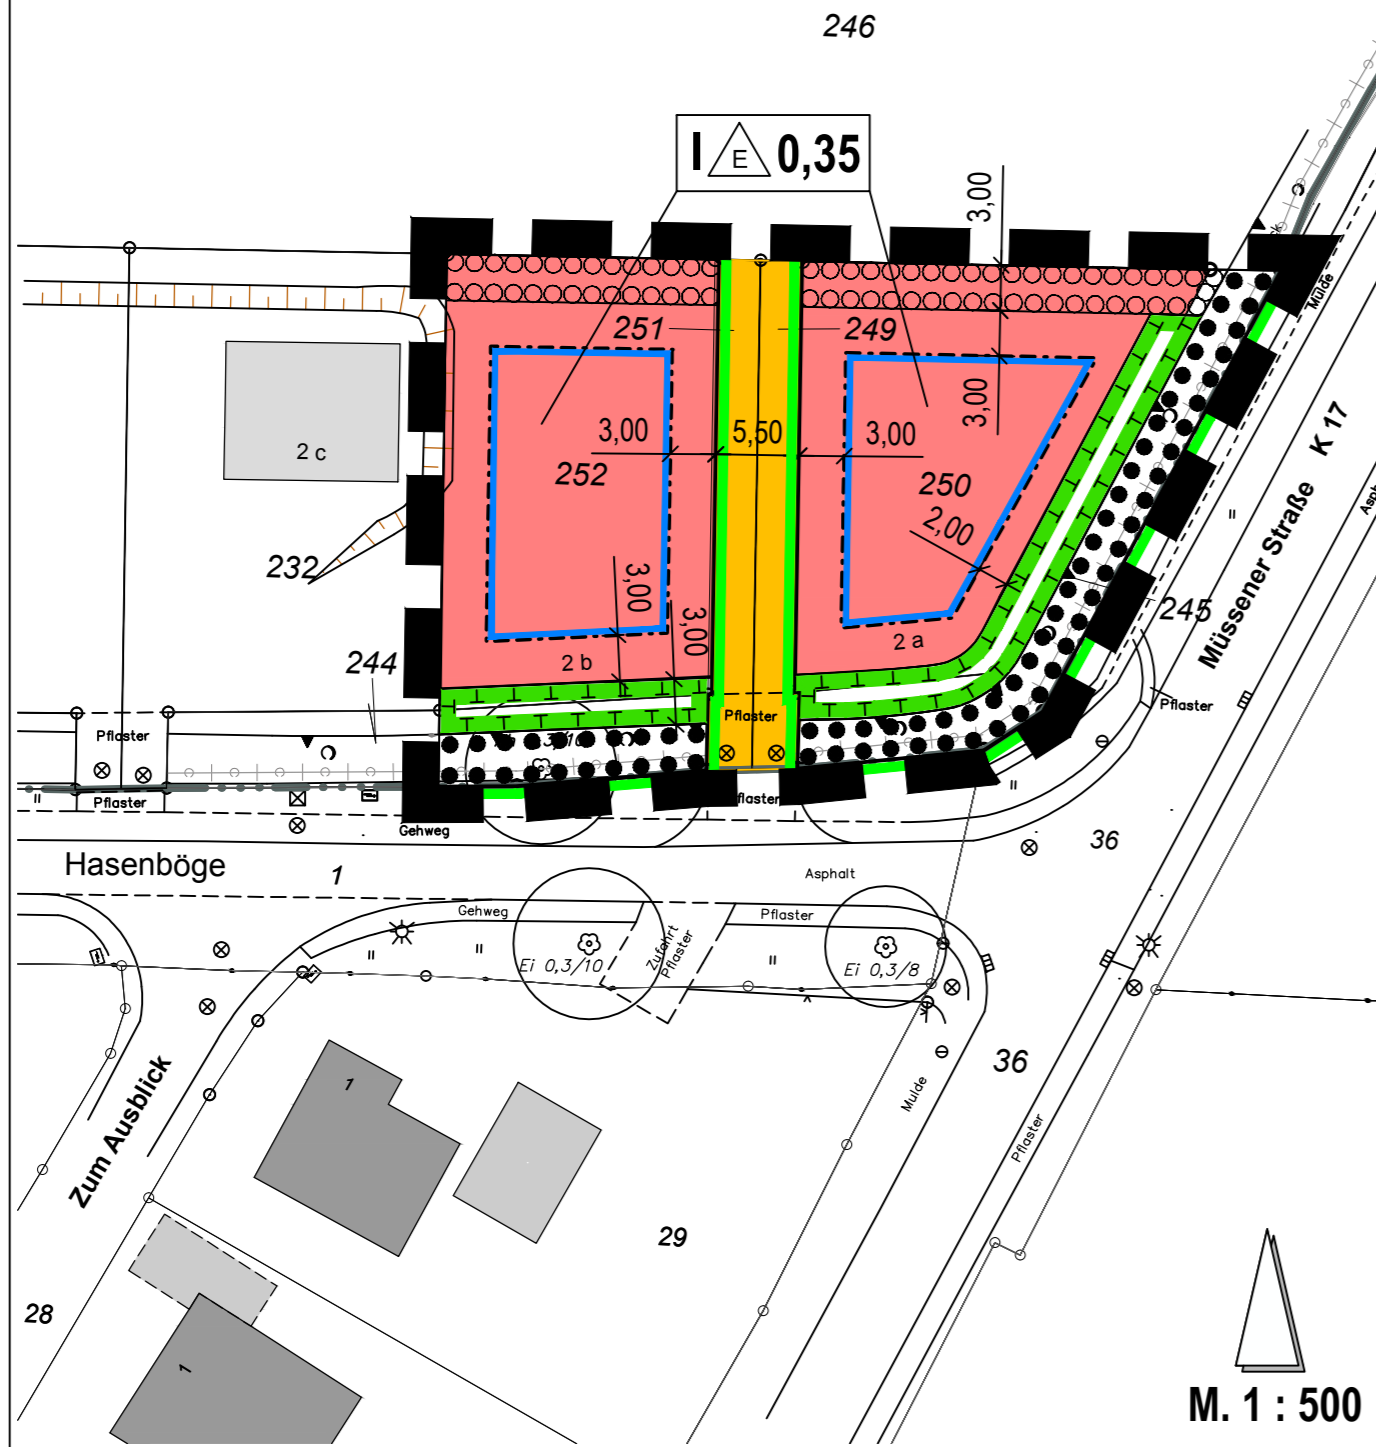 246
I E 0,35
3,00
Mulde
251
249
3,00
3,00
5,50
3,00
2 c
252
250
K 17
Müssener Straße
Asph
2,00
232
3,00
3,00
245
2 a
244
2 b
Pflaster
Pflaster
Pflaster
Pflaster
flaster
Gehweg
Hasenböge
1
36
Asphalt
Gehweg
Pflaster
Zufahrt
Pflaster
Ei 0,3/10
Ei 0,3/8
36
Zum Ausblick
1
Mulde
Pflaster
29
28
1
M. 1 : 500